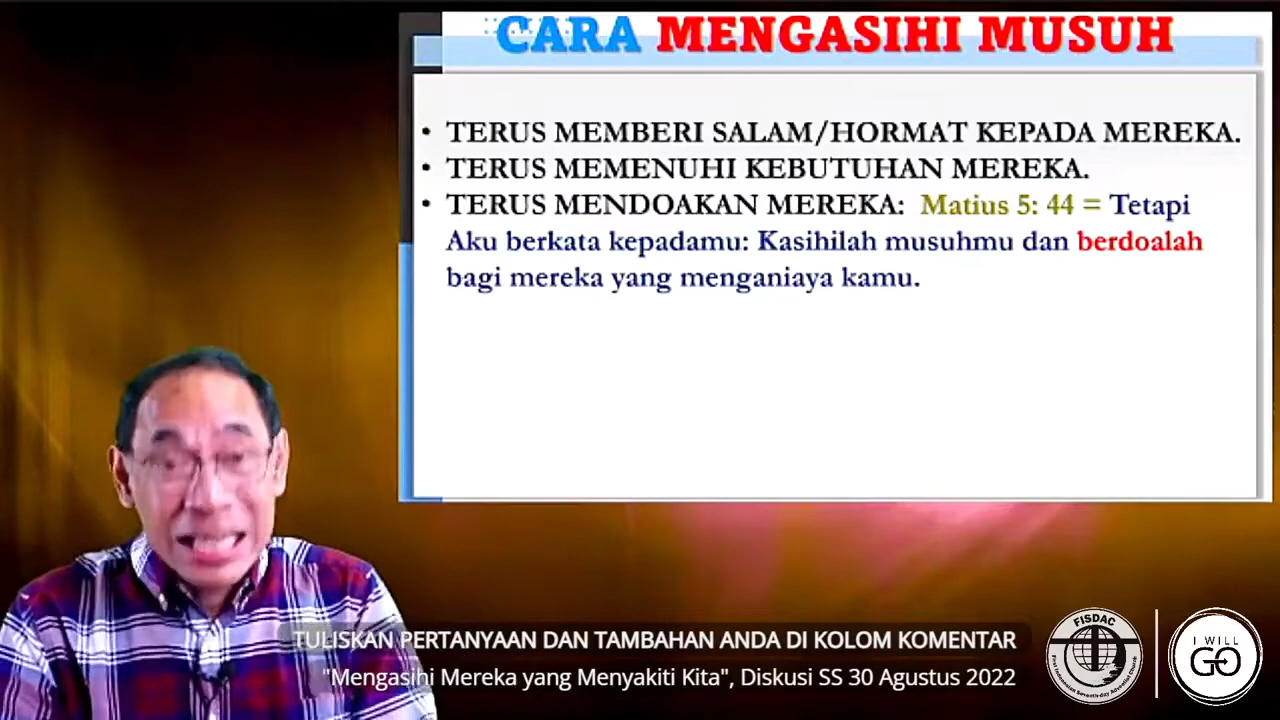 CARA MENGASIHI MUSUH
• TERUS MEMBERI SALAM/HORMAT KEPADA MEREKA.
• TERUS MEMENUHI KEBUTUHAN MEREKA.
• TERUS MENDOAKAN MEREKA: Matius 5: 44 = Tetapi
Aku berkata kepadamu: Kasihilah musuhmu dan berdoalah
bagi mereka yang menganiaya kamu.
TULISKAN PERTANYAAN DAN TAMBAHAN ANDA DI KOLOM KOMENTAR
"Mengasihi Mereka yang Menyakiti Kita", Diskusi SS 30 Agustus 2022
FISDAC
I WILL
GO